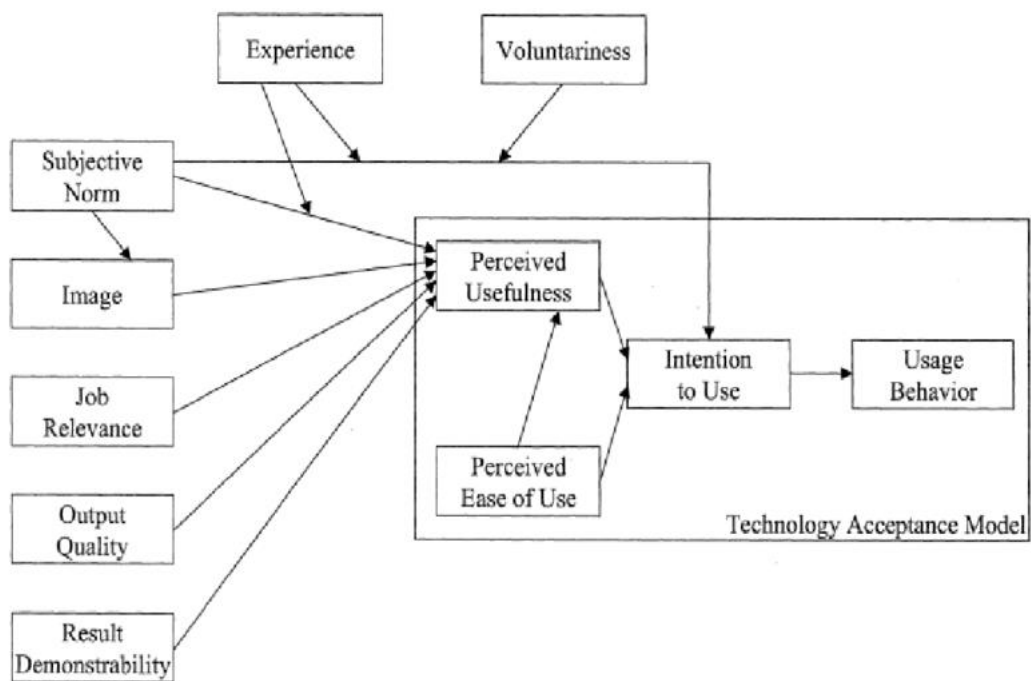 Experience
Voluntariness
Subjective
Norm
Image
Job
Relevance
Output
Quality
Result
Demonstrability
Perceived
Usefulness
Perceived
Ease of Use
Intention
to Use
Usage
Behavior
Technology Acceptance Model